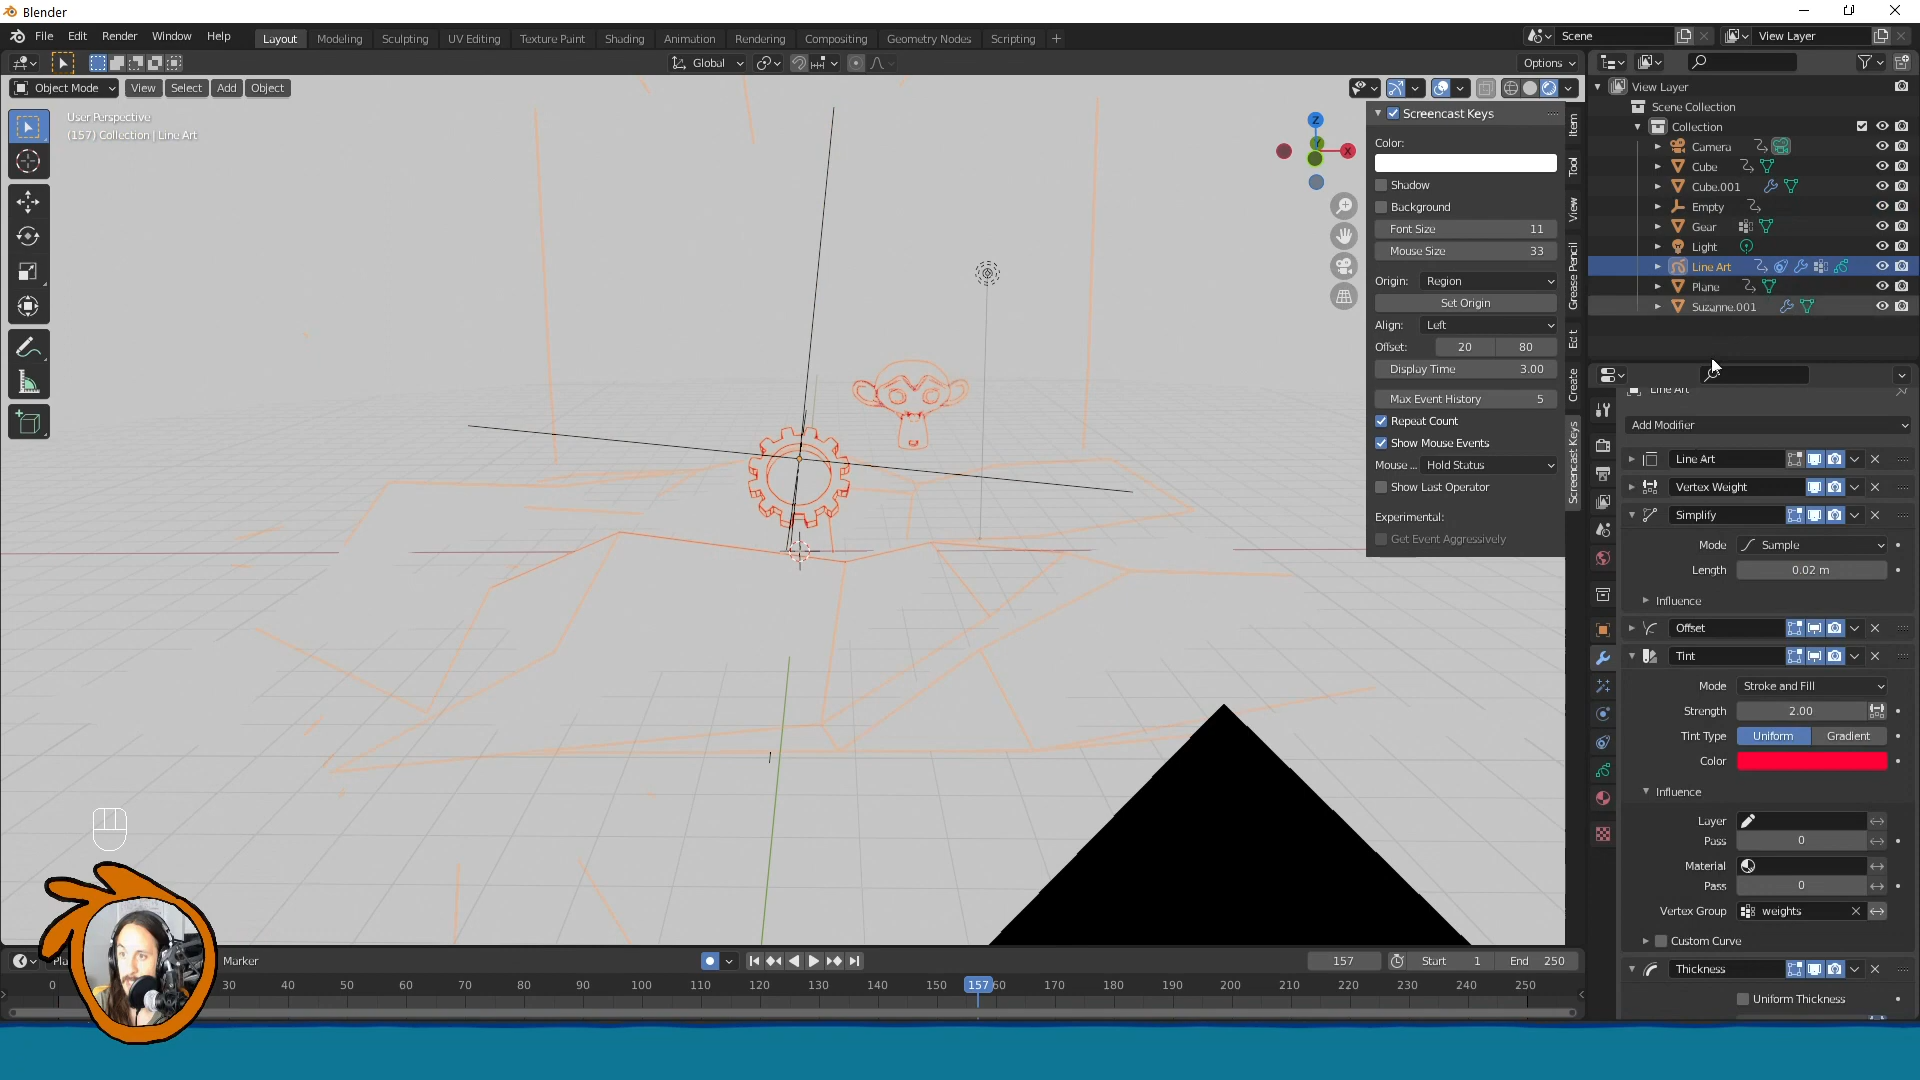 Blender
File Edit Render Window Help
Layout Modeling Sculpting UV Editing Texture Paint Shading Animation Rendering Compositing Geometry Nodes Scripting +
Scene
View Layer
Global
Options
Object Mode View Select Add Object
User Perspective
(157) Collection | Line Art
Z
X
Screencast Keys
Color:
Shadow
Background
Font Size 11
Mouse Size 33
Origin: Region
Set Origin
Align: Left
Offset: 20 80
Display Time 3.00
Max Event History 5
Repeat Count
Show Mouse Events
Mouse ... Hold Status
Show Last Operator
Experimental:
Get Event Aggressively
Item
Tool
View
Grease Pencil
Edit
Create
Screencast Keys
View Layer
Scene Collection
Collection
Camera
Cube
Cube.001
Empty
Gear
Light
Line Art
Plane
Suzanne.001
Line Art
Add Modifier
Line Art
Vertex Weight
Simplify
Mode Sample
Length 0.02 m
Influence
Offset
Tint
Mode Stroke and Fill
Strength 2.00
Tint Type Uniform Gradient
Color
Influence
Layer
Pass 0
Material
Pass 0
Vertex Group weights
Custom Curve
Thickness
Uniform Thickness
Pla
Marker
157 Start 1 End 250
0 30 40 50 60 70 80 90 100 110 120 130 140 150 157 60 170 180 190 200 210 220 230 240 250